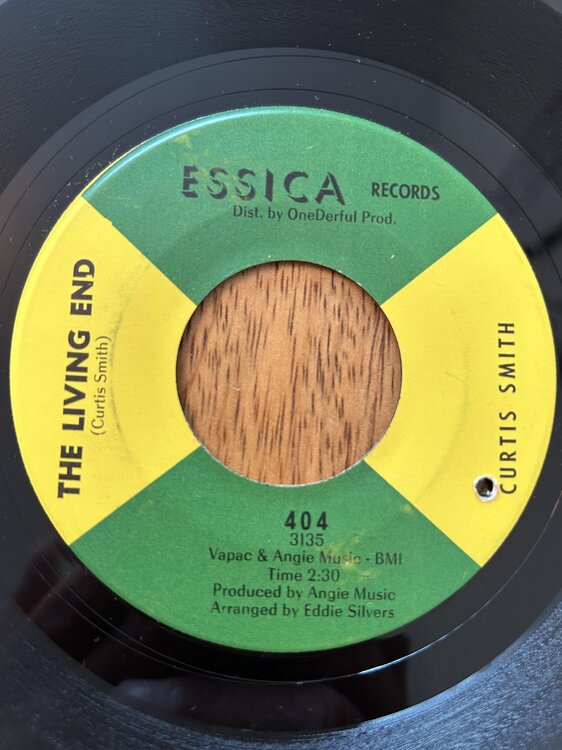 ESSICA RECORDS
Dist. by OneDerful Prod.
THE LIVING END
(Curtis Smith)
CURTIS SMITH
404
3135
Vapac & Angie Music - BMI
Time 2:30
Produced by Angie Music
Arranged by Eddie Silvers